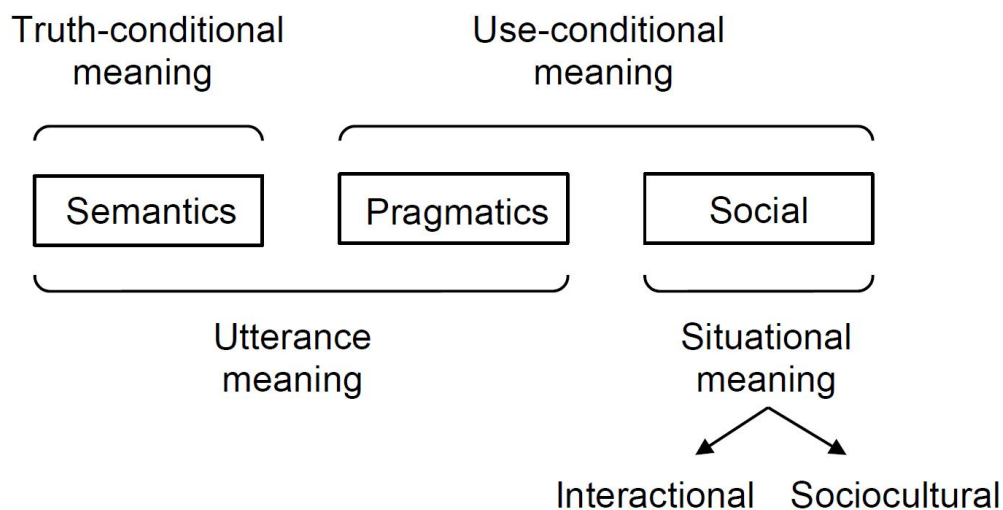 Truth-conditional
meaning
Use-conditional
meaning
Semantics
Pragmatics
Social
Utterance
meaning
Situational
meaning
Interactional
Sociocultural